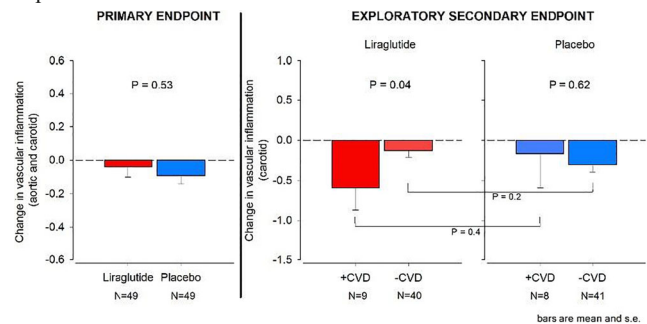 PRIMARY ENDPOINT
Change in vascular inflammation
(aortic and carotid)
0.6
0.4
0.2
0.0
-0.2
-0.4
-0.6
P = 0.53
Liraglutide Placebo
N=49 N=49
EXPLORATORY SECONDARY ENDPOINT
Liraglutide Placebo
Change in vascular inflammation
(carotid)
1.0
0.5
0.0
-0.5
-1.0
-1.5
P = 0.04 P = 0.62
P = 0.2
P = 0.4
+CVD -CVD +CVD -CVD
N=9 N=40 N=8 N=41
bars are mean and s.e.